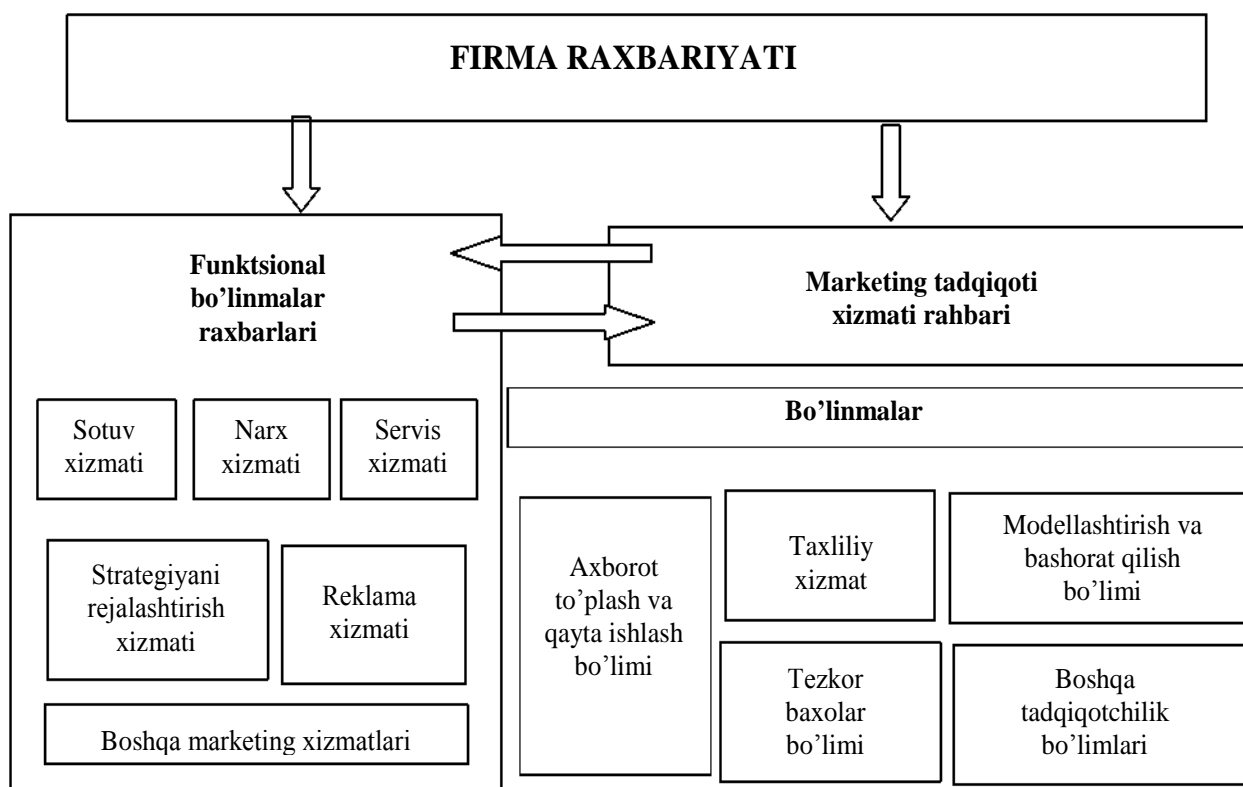 FIRMA RAXBARIYATI
Funktsional
bo’linmalar
raxbarlari
Marketing tadqiqoti
xizmati rahbari
Bo’linmalar
Sotuv
xizmati
Narx
xizmati
Servis
xizmati
Strategiyani
rejalashtirish
xizmati
Reklama
xizmati
Boshqa marketing xizmatlari
Axborot
to’plash va
qayta ishlash
bo’limi
Taxliliy
xizmat
Modellashtirish va
bashorat qilish
bo’limi
Tezkor
baxolar
bo’limi
Boshqa
tadqiqotchilik
bo’limlari